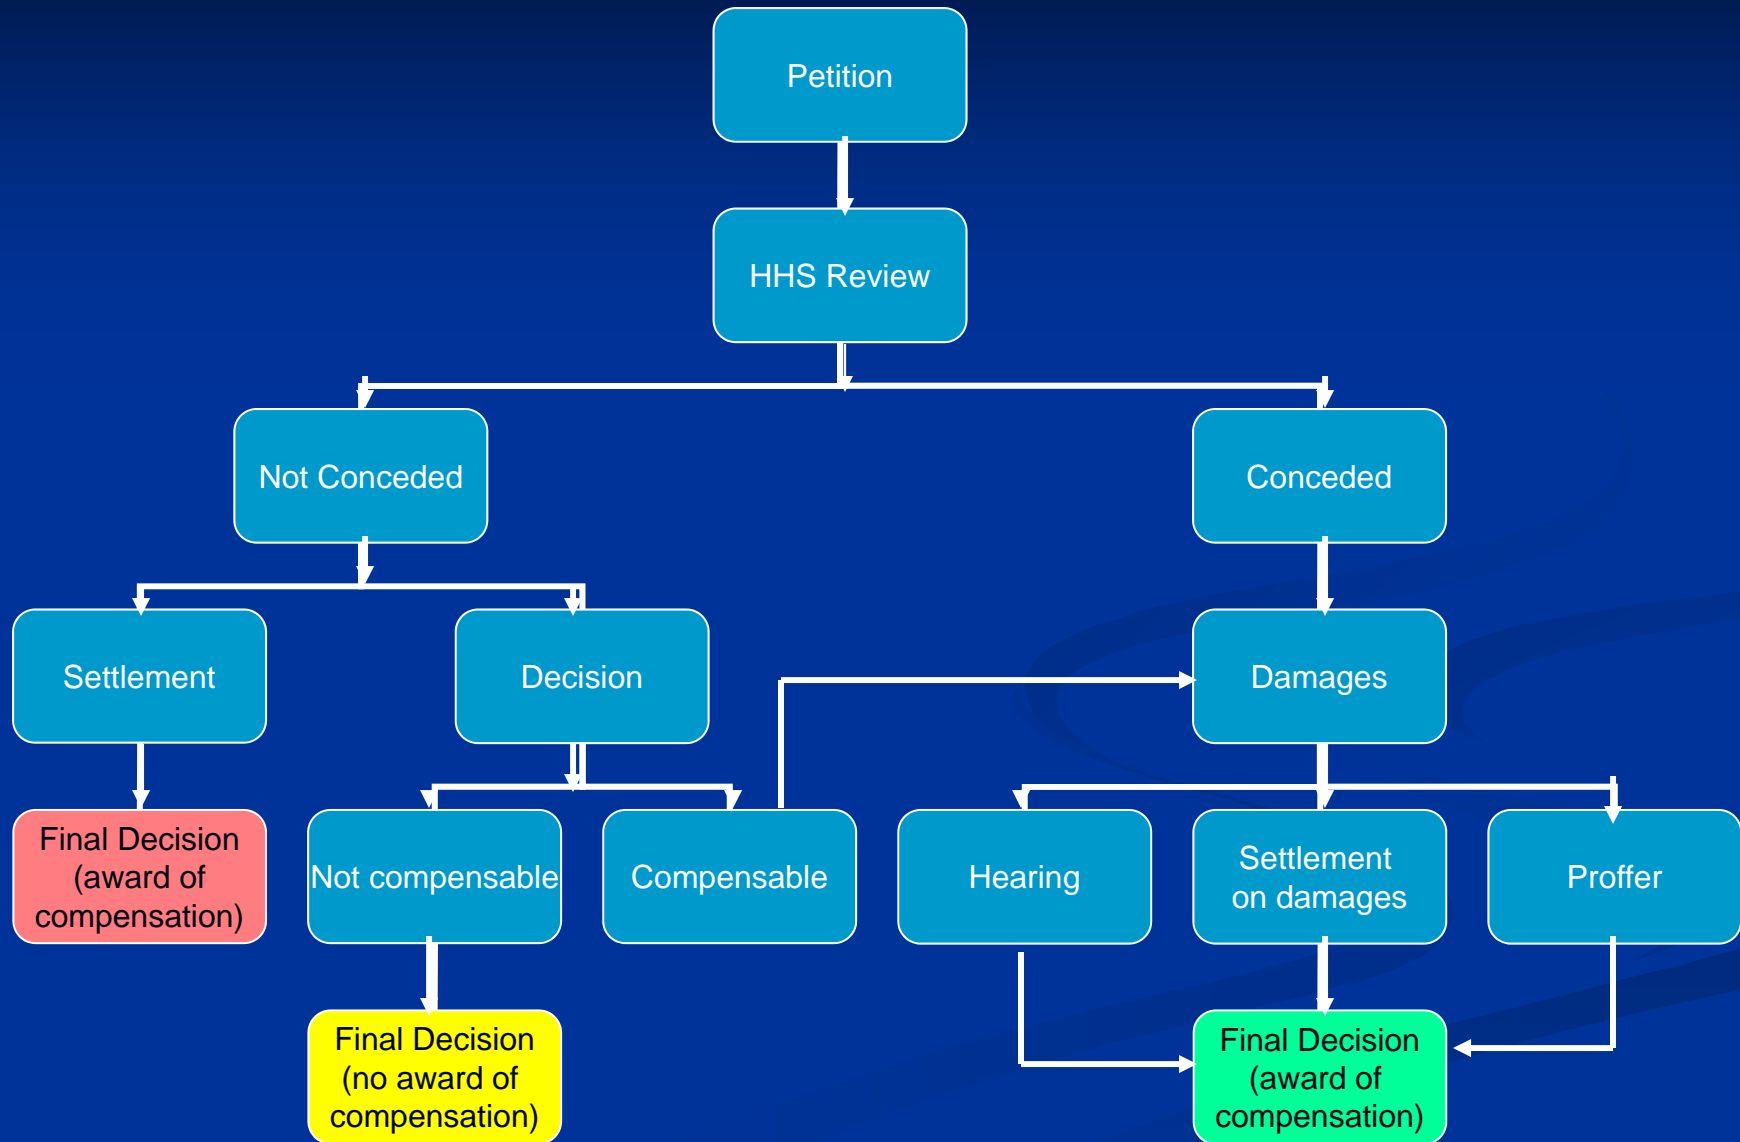 Petition
HHS Review
Not Conceded
Conceded
Settlement
Decision
Damages
Final Decision
(award of
compensation)
Not compensable
Compensable
Hearing
Settlement
on damages
Proffer
Final Decision
(no award of
compensation)
Final Decision
(award of
compensation)